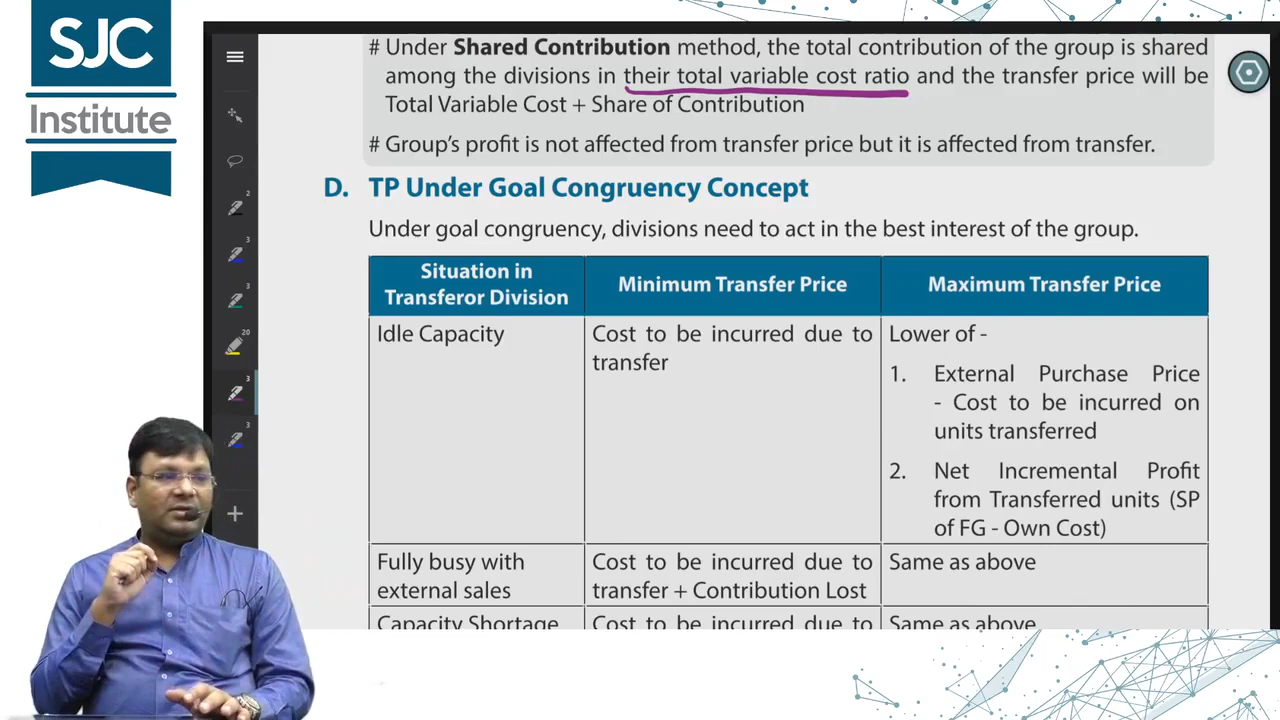 SJC
Institute
# Under Shared Contribution method, the total contribution of the group is shared
among the divisions in their total variable cost ratio and the transfer price will be
Total Variable Cost + Share of Contribution
# Group's profit is not affected from transfer price but it is affected from transfer.
D. TP Under Goal Congruency Concept
Under goal congruency, divisions need to act in the best interest of the group.
Situation in
Transferor Division
Minimum Transfer Price
Maximum Transfer Price
Idle Capacity
Cost to be incurred due to
transfer
Lower of -
1. External Purchase Price
- Cost to be incurred on
units transferred
2. Net Incremental Profit
from Transferred units (SP
of FG - Own Cost)
Fully busy with
external sales
Cost to be incurred due to
transfer + Contribution Lost
Same as above
Capacity Shortage
Cost to be incurred due to
Same as above
2
3
3
20
3
3